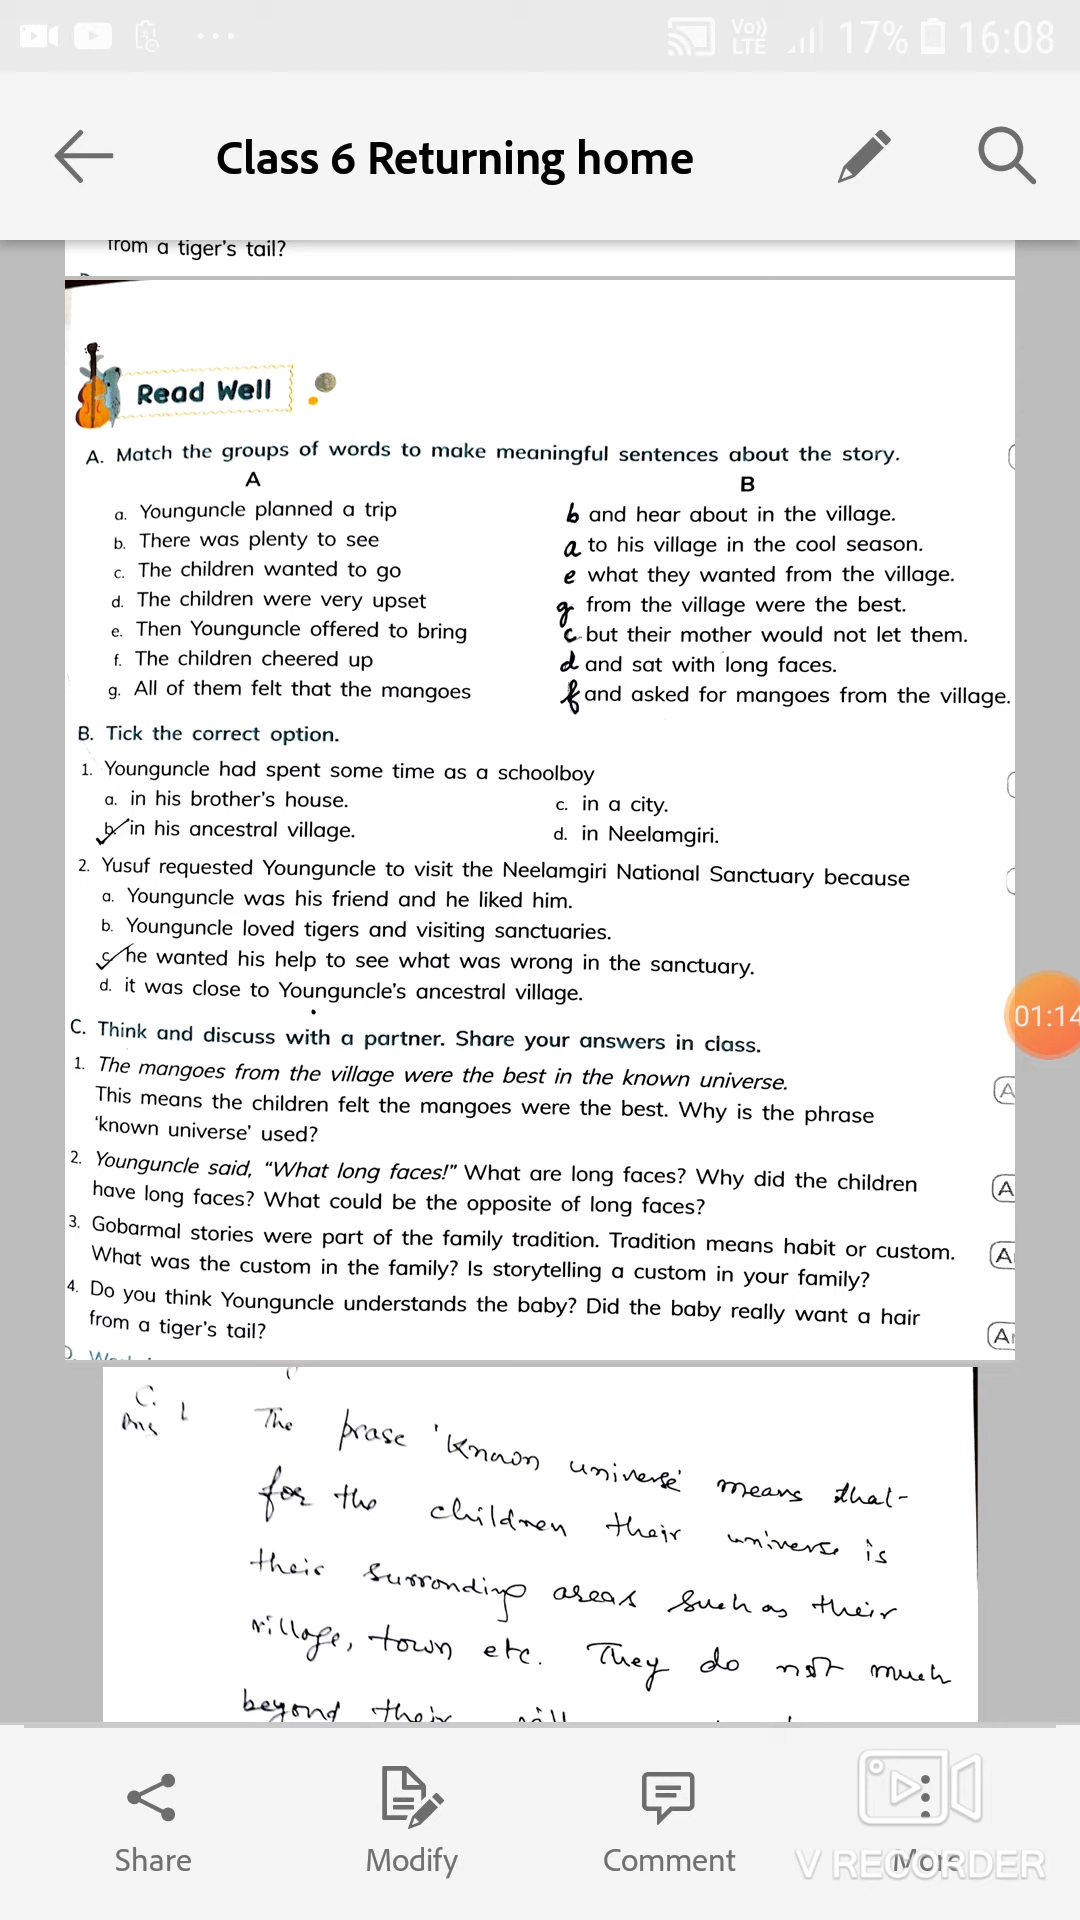 Vo)) LTE 17% 16:08
Class 6 Returning home
from a tiger's tail?
Read Well
A. Match the groups of words to make meaningful sentences about the story.
A B
a. Younguncle planned a trip b and hear about in the village.
b. There was plenty to see a to his village in the cool season.
c. The children wanted to go e what they wanted from the village.
d. The children were very upset g from the village were the best.
e. Then Younguncle offered to bring c but their mother would not let them.
f. The children cheered up d and sat with long faces.
g. All of them felt that the mangoes f and asked for mangoes from the village.
B. Tick the correct option.
1. Younguncle had spent some time as a schoolboy
a. in his brother's house. c. in a city.
b. in his ancestral village. d. in Neelamgiri.
2. Yusuf requested Younguncle to visit the Neelamgiri National Sanctuary because
a. Younguncle was his friend and he liked him.
b. Younguncle loved tigers and visiting sanctuaries.
c. he wanted his help to see what was wrong in the sanctuary.
d. it was close to Younguncle's ancestral village.
01:14
C. Think and discuss with a partner. Share your answers in class.
1. The mangoes from the village were the best in the known universe.
This means the children felt the mangoes were the best. Why is the phrase A
'known universe' used?
2. Younguncle said, "What long faces!" What are long faces? Why did the children A
have long faces? What could be the opposite of long faces?
3. Gobarmal stories were part of the family tradition. Tradition means habit or custom. A
What was the custom in the family? Is storytelling a custom in your family?
4. Do you think Younguncle understands the baby? Did the baby really want a hair
from a tiger's tail? A
C.
Ans 1 The prase 'Known universe' means that-
for the children their universe is
their surronding areas such as their
village, town etc. They do not much
beyond their
Share Modify Comment More
V RECORDER